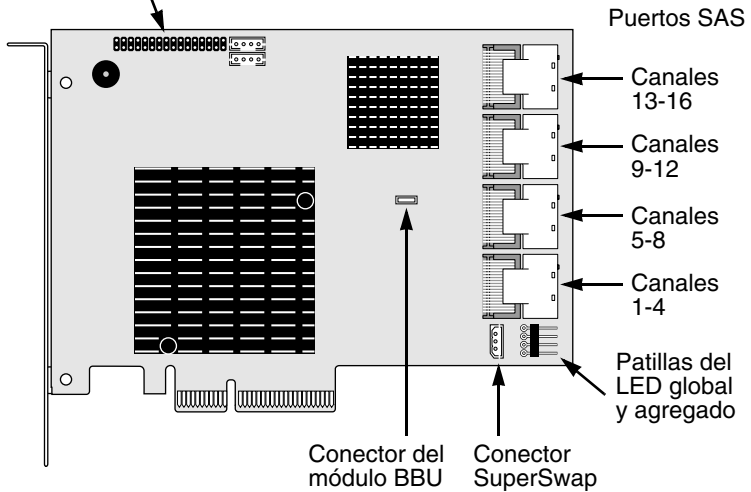 Puertos SAS
Canales
13-16
Canales
9-12
Canales
5-8
Canales
1-4
Patillas del
LED global
y agregado
Conector del
módulo BBU
Conector
SuperSwap